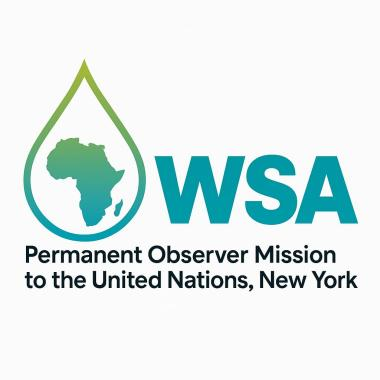 WSA
Permanent Observer Mission
to the United Nations, New York